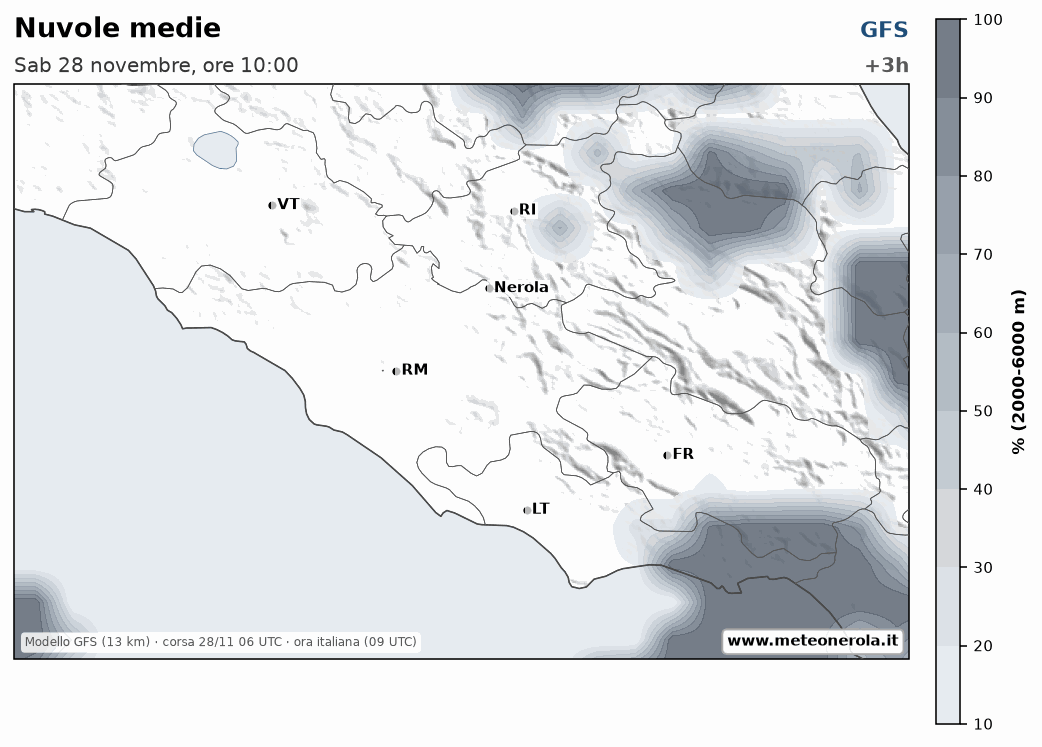 Nuvole medie
GFS
Sab 28 novembre, ore 10:00
+3h
VT
RI
Nerola
RM
FR
LT
Modello GFS (13 km) · corsa 28/11 06 UTC · ora italiana (09 UTC)
www.meteonerola.it
100
90
80
70
60
50
40
30
20
10
% (2000-6000 m)